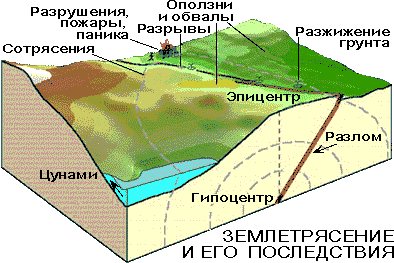 Разрушения,
пожары,
паника
Оползни
и обвалы
Разрывы
Разжижение
грунта
Сотрясения
Эпицентр
Разлом
Цунами
Гипоцентр
ЗЕМЛЕТРЯСЕНИЕ
И ЕГО ПОСЛЕДСТВИЯ